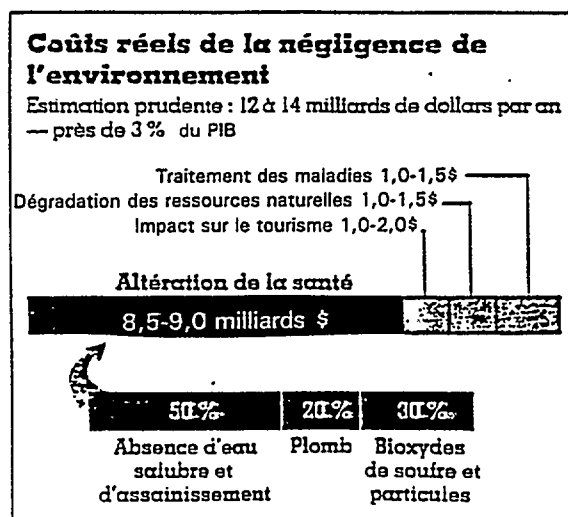 Coûts réels de la négligence de
l'environnement
Estimation prudente : 12 à 14 milliards de dollars par an
— près de 3 % du PIB
Traitement des maladies 1,0-1,5$
Dégradation des ressources naturelles 1,0-1,5$
Impact sur le tourisme 1,0-2,0$
Altération de la santé
8,5-9,0 milliards $
50% 20% 30%
Absence d'eau Plomb Bioxydes
salubre et de soufre et
d'assainissement particules